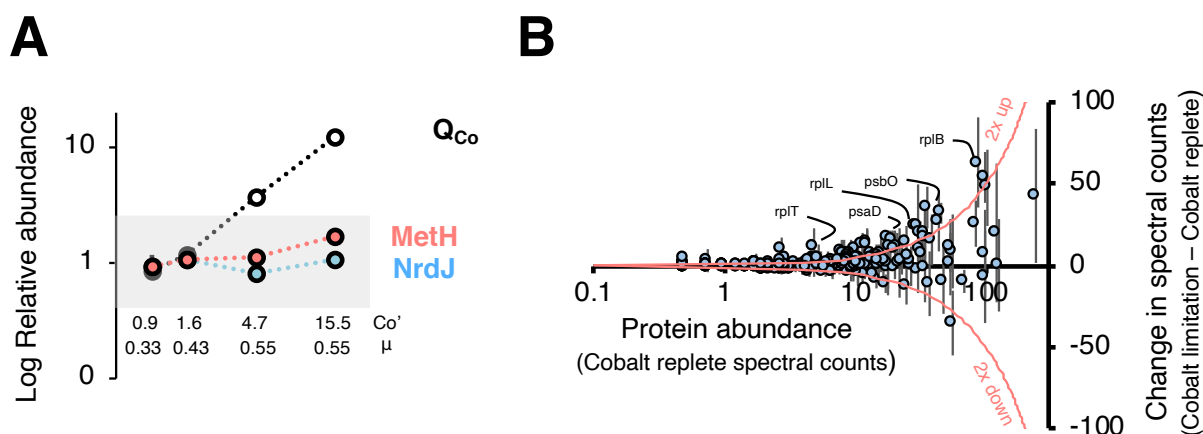 A
Log Relative abundance
10
1
0
Q Co
MetH
NrdJ
0.9 1.6 4.7 15.5 Co'
0.33 0.43 0.55 0.55 μ
B
100
50
0
-50
-100
2x up
2x down
rplB
psbO
rplL
psaD
rplT
0.1 1 10 100
Protein abundance
(Cobalt replete spectral counts)
Change in spectral counts
(Cobalt limitation – Cobalt replete)